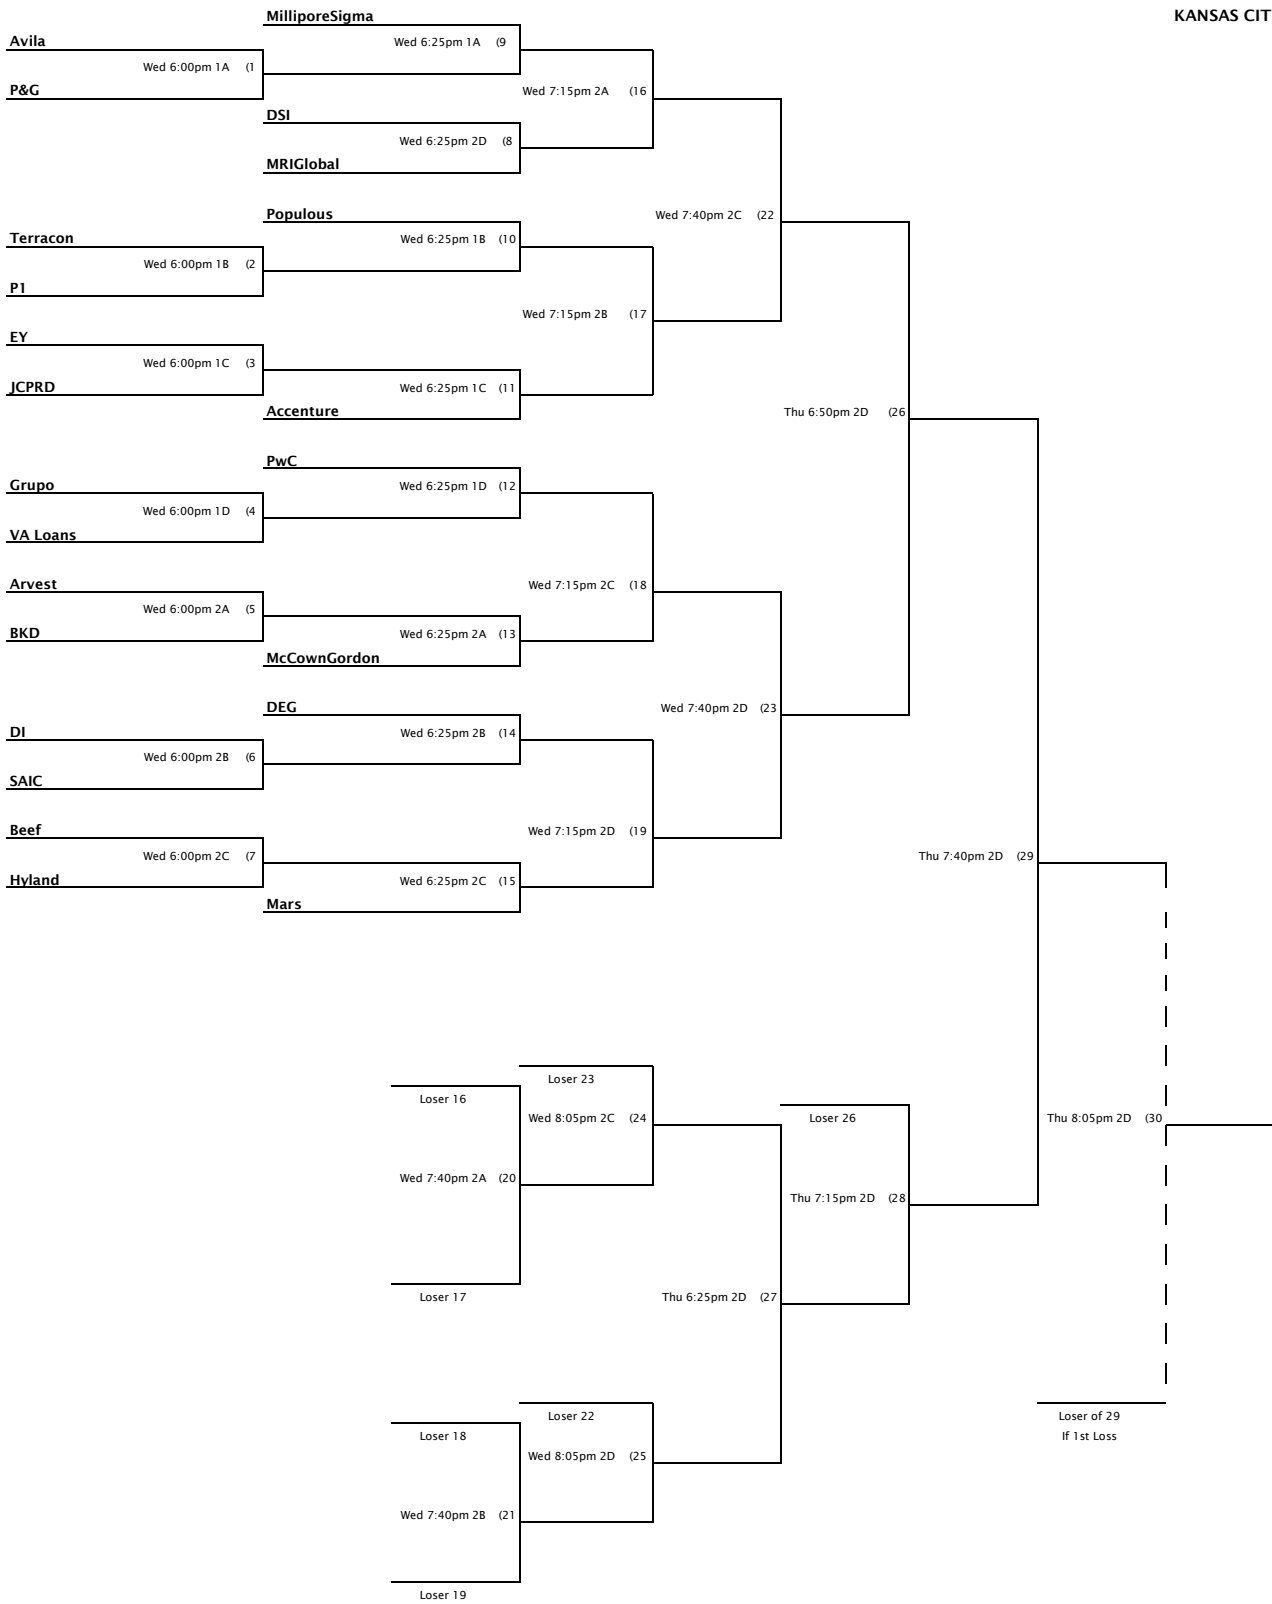 MilliporeSigma
KANSAS CIT
Avila
Wed 6:25pm 1A (9
Wed 6:00pm 1A (1
P&G
Wed 7:15pm 2A (16
DSI
Wed 6:25pm 2D (8
MRIGlobal
Populous
Wed 7:40pm 2C (22
Terracon
Wed 6:25pm 1B (10
Wed 6:00pm 1B (2
P1
Wed 7:15pm 2B (17
EY
Wed 6:00pm 1C (3
JCPRD
Wed 6:25pm 1C (11
Accenture
Thu 6:50pm 2D (26
PwC
Grupo
Wed 6:25pm 1D (12
Wed 6:00pm 1D (4
VA Loans
Arvest
Wed 7:15pm 2C (18
Wed 6:00pm 2A (5
BKD
Wed 6:25pm 2A (13
McCownGordon
DEG
Wed 7:40pm 2D (23
DI
Wed 6:25pm 2B (14
Wed 6:00pm 2B (6
SAIC
Beef
Wed 7:15pm 2D (19
Wed 6:00pm 2C (7
Thu 7:40pm 2D (29
Hyland
Wed 6:25pm 2C (15
Mars
Loser 23
Loser 16
Wed 8:05pm 2C (24
Loser 26
Thu 8:05pm 2D (30
Wed 7:40pm 2A (20
Thu 7:15pm 2D (28
Loser 17
Thu 6:25pm 2D (27
Loser 22
Loser of 29
Loser 18
If 1st Loss
Wed 8:05pm 2D (25
Wed 7:40pm 2B (21
Loser 19